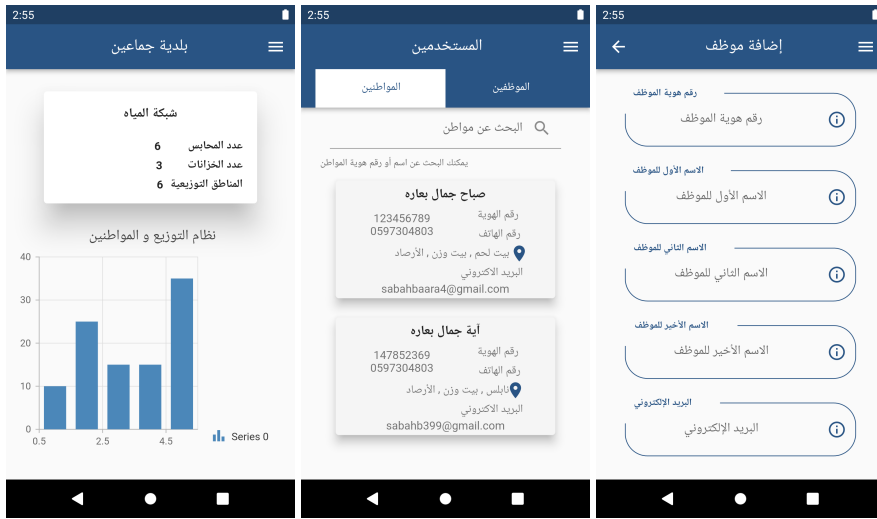 2:55
بلدية جماعين
شبكة المياه
عدد المحابس 6
عدد الخزانات 3
المناطق التوزيعية 6
نظام التوزيع و المواطنين
40
30
20
10
0
0.5 2.5 4.5
Series 0
2:55
المستخدمين
المواطنين
الموظفين
البحث عن مواطن
يمكنك البحث عن اسم أو رقم هوية المواطن
صباح جمال بعاره
رقم الهوية 123456789
رقم الهاتف 0597304803
بيت لحم , بيت وزن , الأرصاد
البريد الاكتروني
sabahbaara4@gmail.com
آية جمال بعاره
رقم الهوية 147852369
رقم الهاتف 0597304803
نابلس , بيت وزن , الأرصاد
البريد الاكتروني
sabahb399@gmail.com
2:55
إضافة موظف
رقم هوية الموظف
رقم هوية الموظف
الاسم الأول للموظف
الاسم الأول للموظف
الاسم الثاني للموظف
الاسم الثاني للموظف
الاسم الأخير للموظف
الاسم الأخير للموظف
البريد الإلكتروني
البريد الإلكتروني